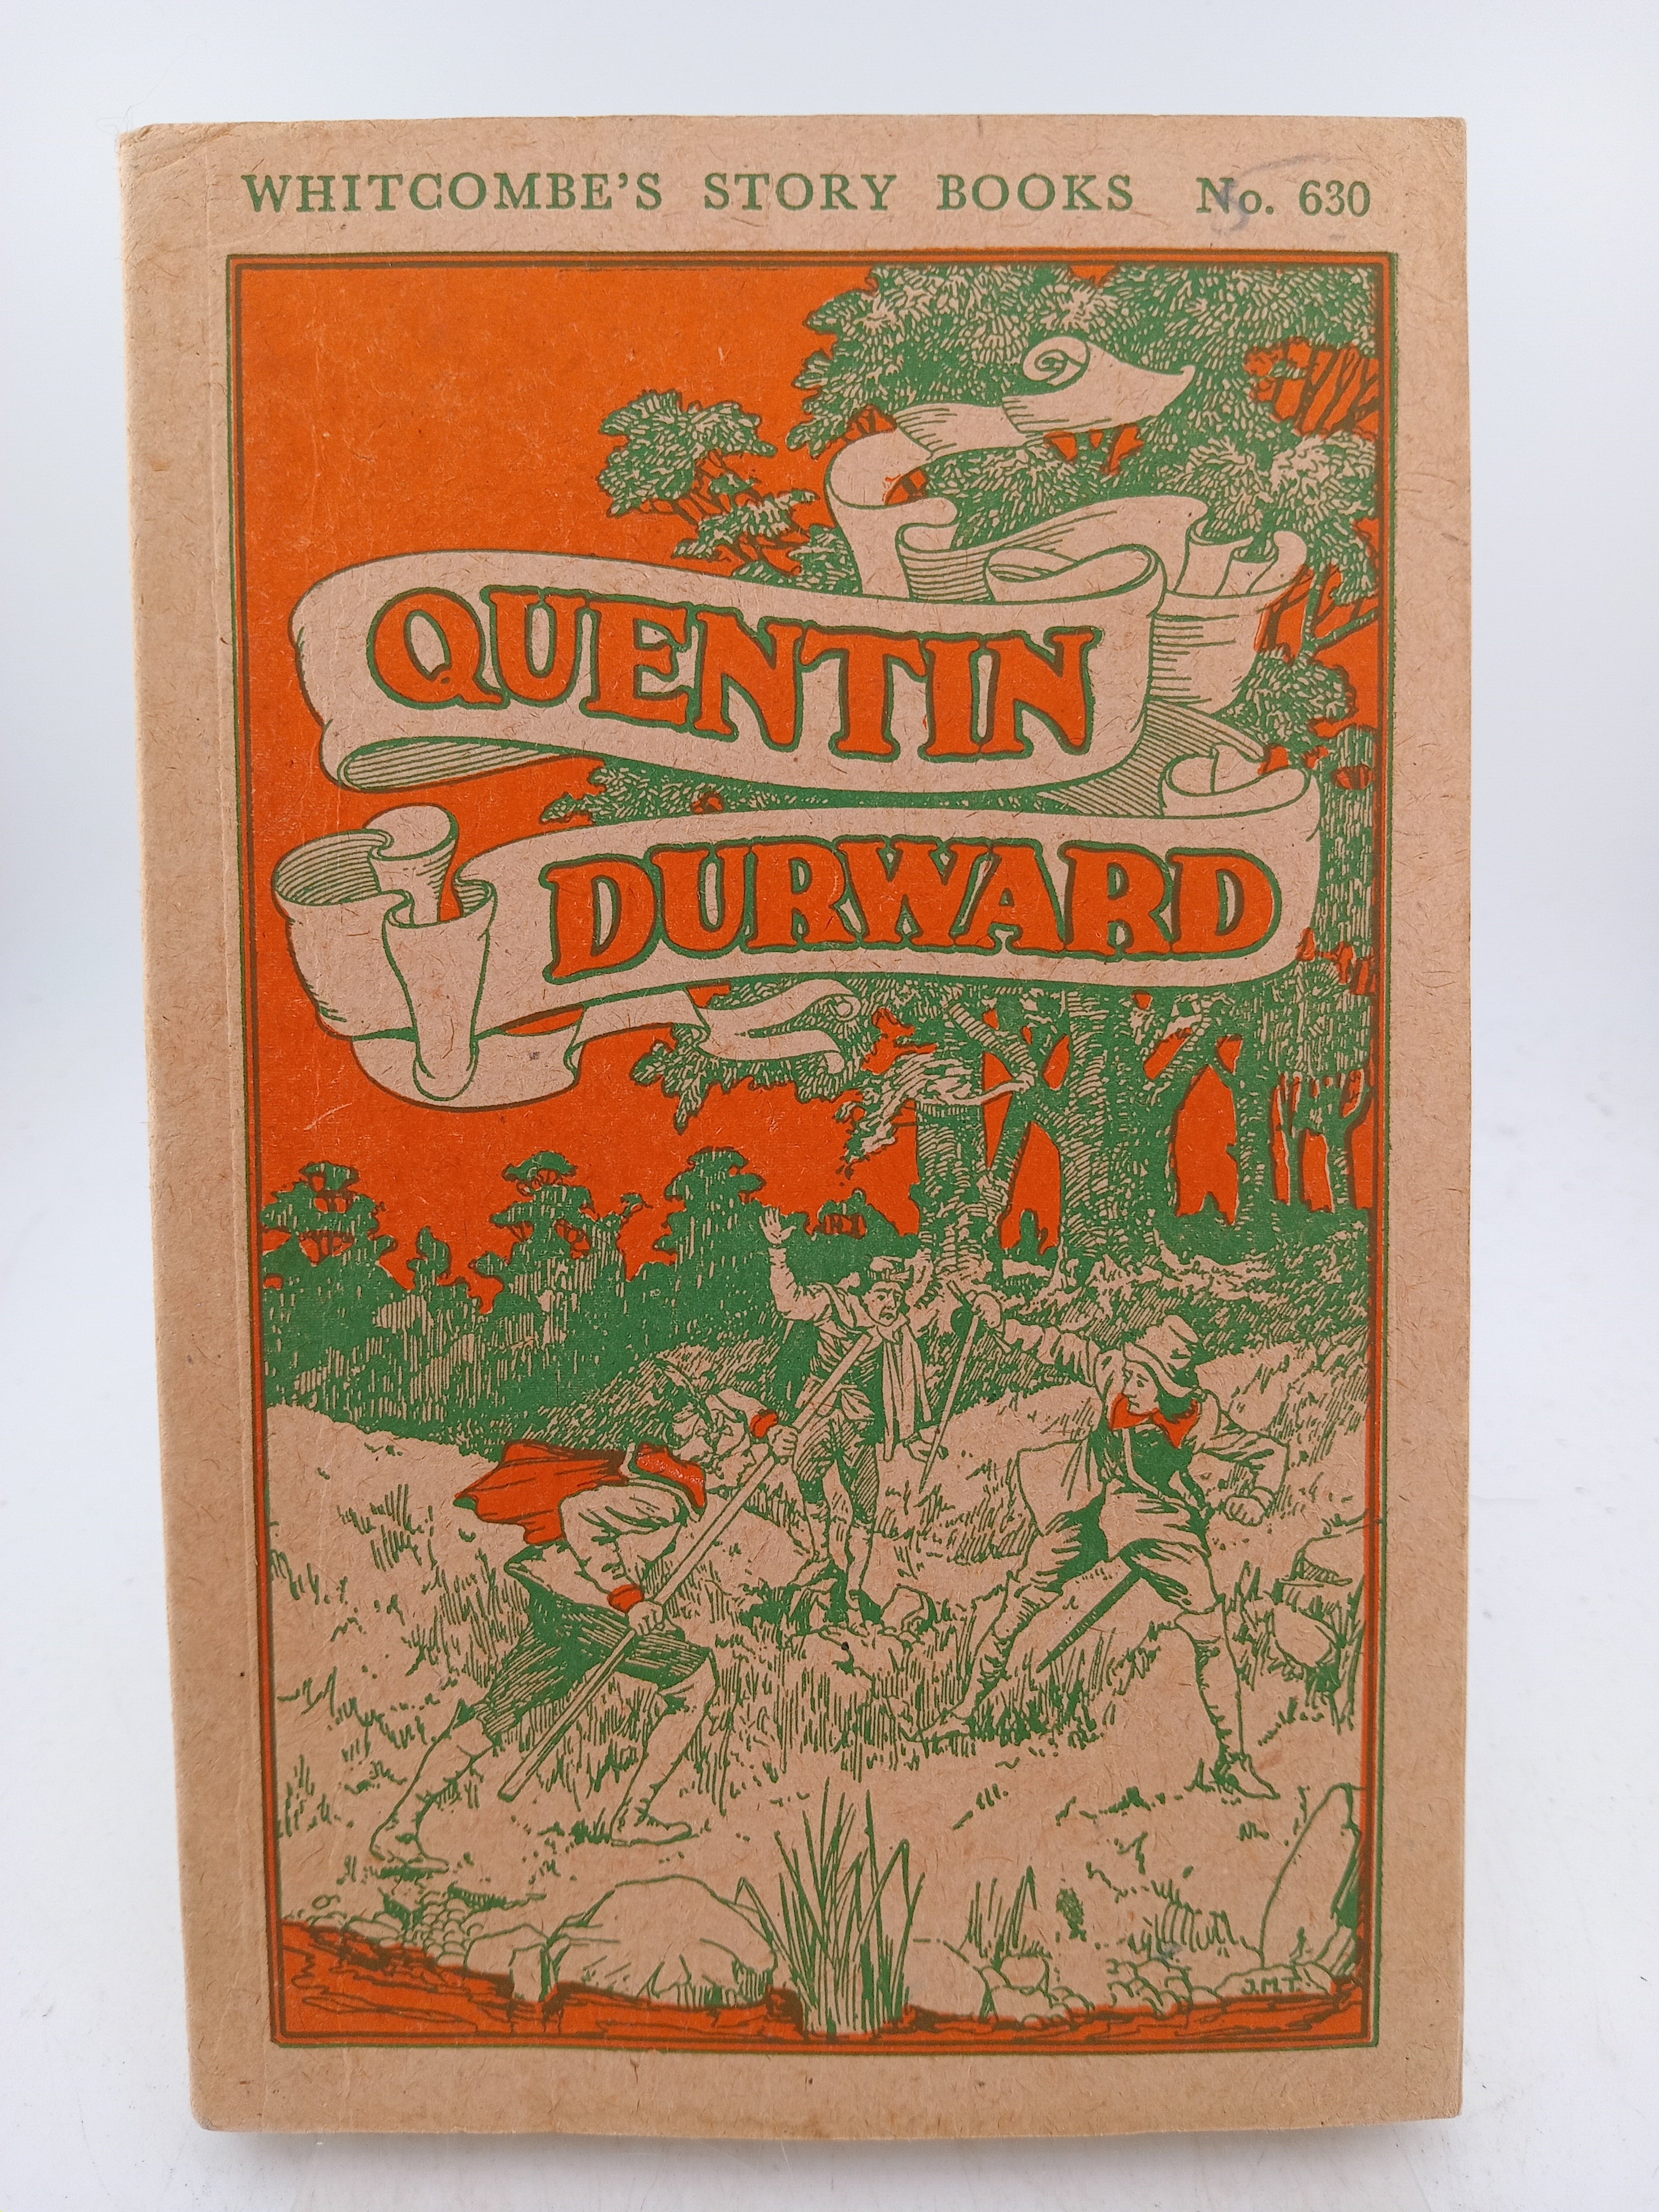 WHITCOMBE'S STORY BOOKS No. 630
QUENTIN
DURWARD
J.M.T.